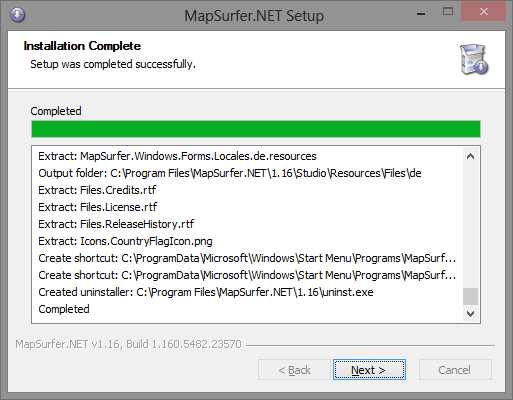 MapSurfer.NET Setup
Installation Complete
Setup was completed successfully.
Completed
Extract: MapSurfer.Windows.Forms.Locales.de.resources
Output folder: C:\Program Files\MapSurfer.NET\1.16\Studio\Resources\Files\de
Extract: Files.Credits.rtf
Extract: Files.License.rtf
Extract: Files.ReleaseHistory.rtf
Extract: Icons.CountryFlagIcon.png
Create shortcut: C:\ProgramData\Microsoft\Windows\Start Menu\Programs\MapSurf...
Create shortcut: C:\ProgramData\Microsoft\Windows\Start Menu\Programs\MapSurf...
Created uninstaller: C:\Program Files\MapSurfer.NET\1.16\uninst.exe
Completed
MapSurfer.NET v1.16, Build 1.160.5482.23570
< Back Next > Cancel